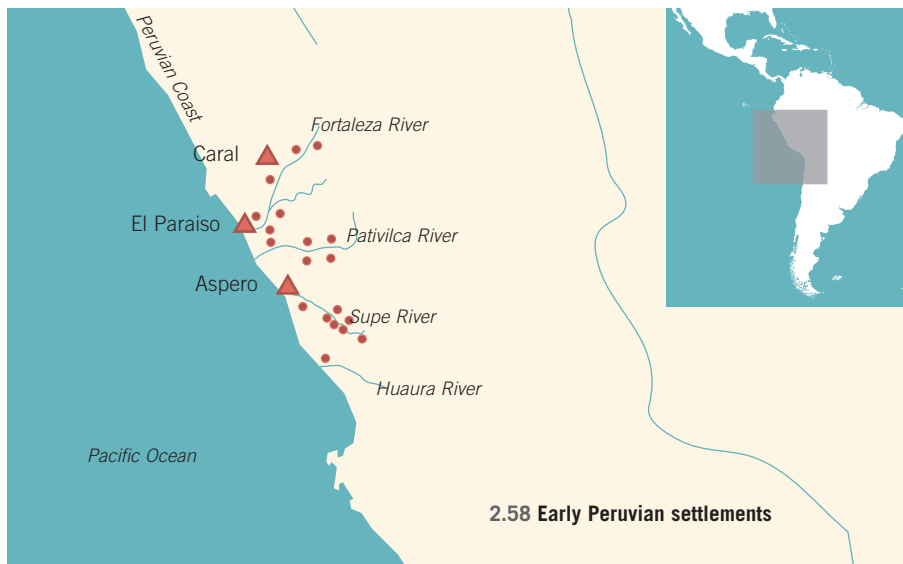 Peruvian Coast
Fortaleza River
Caral
El Paraiso
Pativilca River
Aspero
Supe River
Huaura River
Pacific Ocean
2.58 Early Peruvian settlements